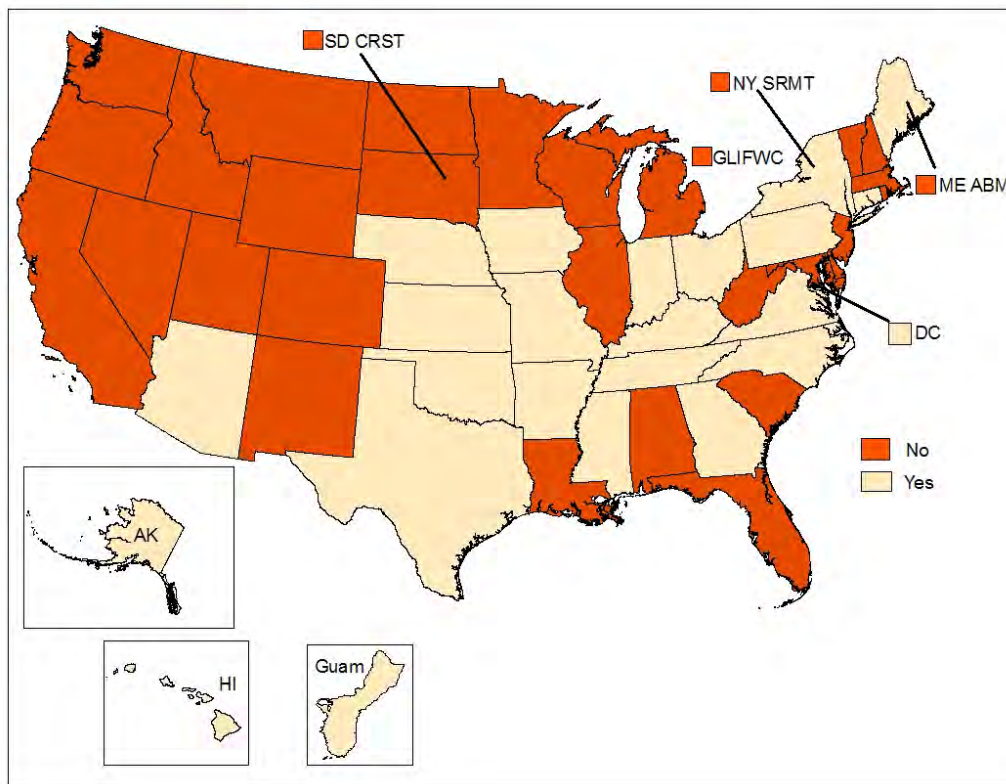 SD CRST
NY SRMT
GLIFWC
ME ABM
DC
No
Yes
AK
HI
Guam